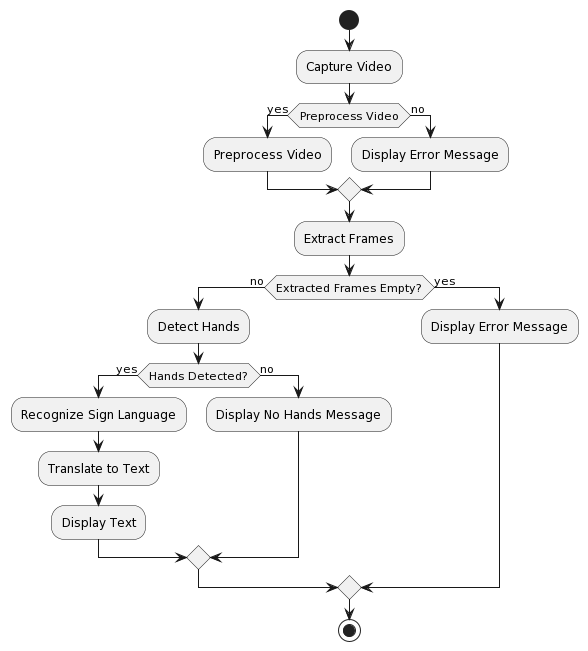 Capture Video
yes
Preprocess Video
no
Preprocess Video
Display Error Message
Extract Frames
no
Extracted Frames Empty?
yes
Detect Hands
Display Error Message
yes
Hands Detected?
no
Recognize Sign Language
Display No Hands Message
Translate to Text
Display Text